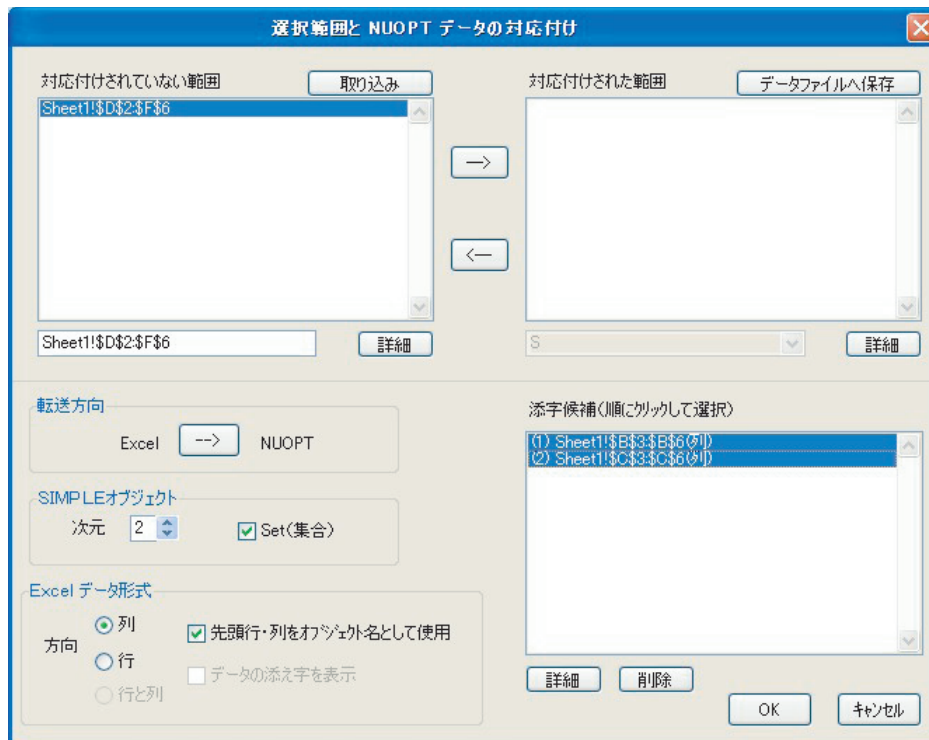 選択範囲と NUOPT データの対応付け
対応付けされていない範囲
取り込み
対応付けされた範囲
データファイルへ保存
Sheet1!$D$2:$F$6
-->
<--
Sheet1!$D$2:$F$6
詳細
S
詳細
転送方向
Excel
-->
NUOPT
添字候補(順にクリックして選択)
(1) Sheet1!$B$3:$B$6(列)
(2) Sheet1!$C$3:$C$6(列)
SIMPLEオブジェクト
次元
2
Set(集合)
Excel データ形式
方向
列
行
行と列
先頭行・列をオブジェクト名として使用
データの添え字を表示
詳細
削除
OK
キャンセル